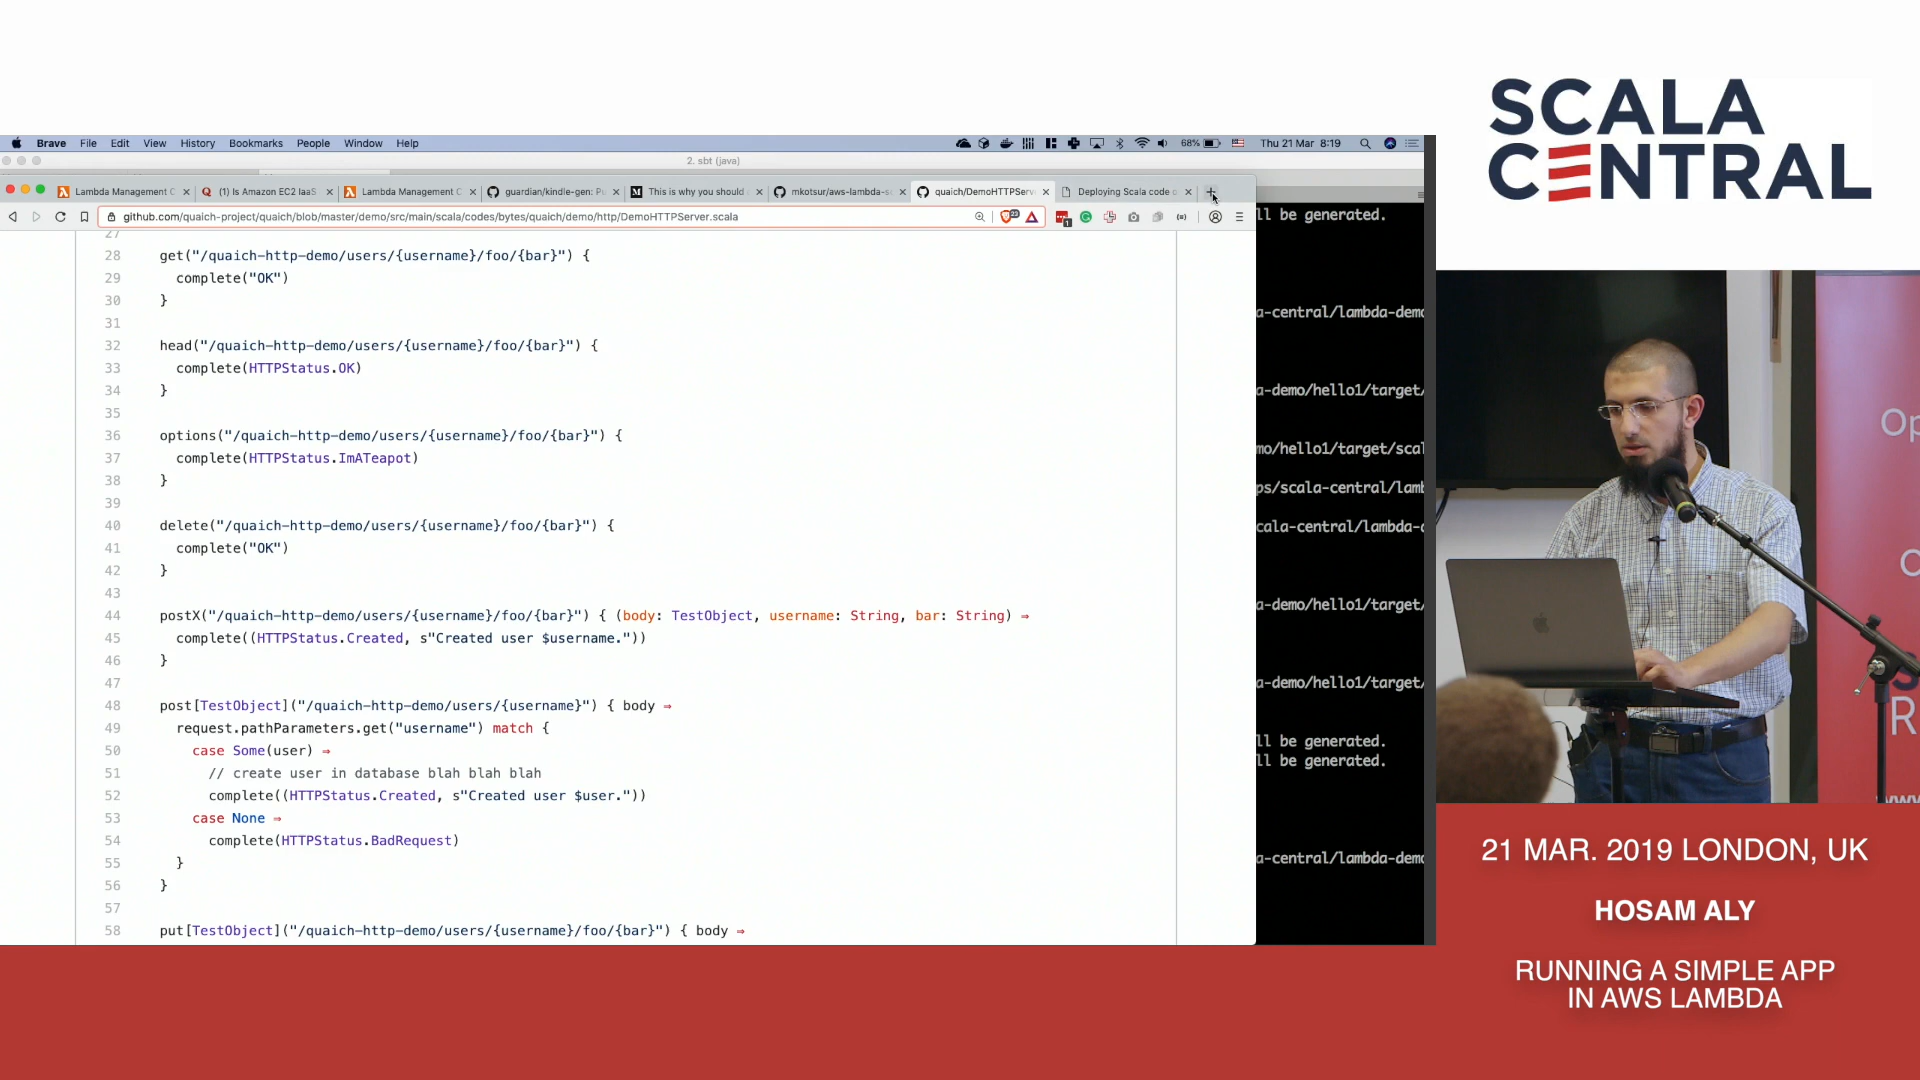 Brave File Edit View History Bookmarks People Window Help
68% Thu 21 Mar 8:19
2. sbt (java)
Lambda Management C
(1) Is Amazon EC2 IaaS
Lambda Management C
guardian/kindle-gen: Pu
This is why you should
mkotsur/aws-lambda-sc
quaich/DemoHTTPServ
Deploying Scala code o
github.com/quaich-project/quaich/blob/master/demo/src/main/scala/codes/bytes/quaich/demo/http/DemoHTTPServer.scala
27
28 get("/quaich-http-demo/users/{username}/foo/{bar}") {
29 complete("OK")
30 }
31
32 head("/quaich-http-demo/users/{username}/foo/{bar}") {
33 complete(HTTPStatus.OK)
34 }
35
36 options("/quaich-http-demo/users/{username}/foo/{bar}") {
37 complete(HTTPStatus.ImATeapot)
38 }
39
40 delete("/quaich-http-demo/users/{username}/foo/{bar}") {
41 complete("OK")
42 }
43
44 postX("/quaich-http-demo/users/{username}/foo/{bar}") { (body: TestObject, username: String, bar: String) ⇒
45 complete((HTTPStatus.Created, s"Created user $username."))
46 }
47
48 post[TestObject]("/quaich-http-demo/users/{username}") { body ⇒
49 request.pathParameters.get("username") match {
50 case Some(user) ⇒
51 // create user in database blah blah blah
52 complete((HTTPStatus.Created, s"Created user $user."))
53 case None ⇒
54 complete(HTTPStatus.BadRequest)
55 }
56 }
57
58 put[TestObject]("/quaich-http-demo/users/{username}/foo/{bar}") { body ⇒
ll be generated.
a-central/lambda-demo
a-demo/hello1/target/
mo/hello1/target/scal
ps/scala-central/lamb
cala-central/lambda-d
a-demo/hello1/target/
a-demo/hello1/target/
ll be generated.
ll be generated.
a-central/lambda-demo
SCALA
CENTRAL
Op
C
S
R
www
21 MAR. 2019 LONDON, UK
HOSAM ALY
RUNNING A SIMPLE APP
IN AWS LAMBDA